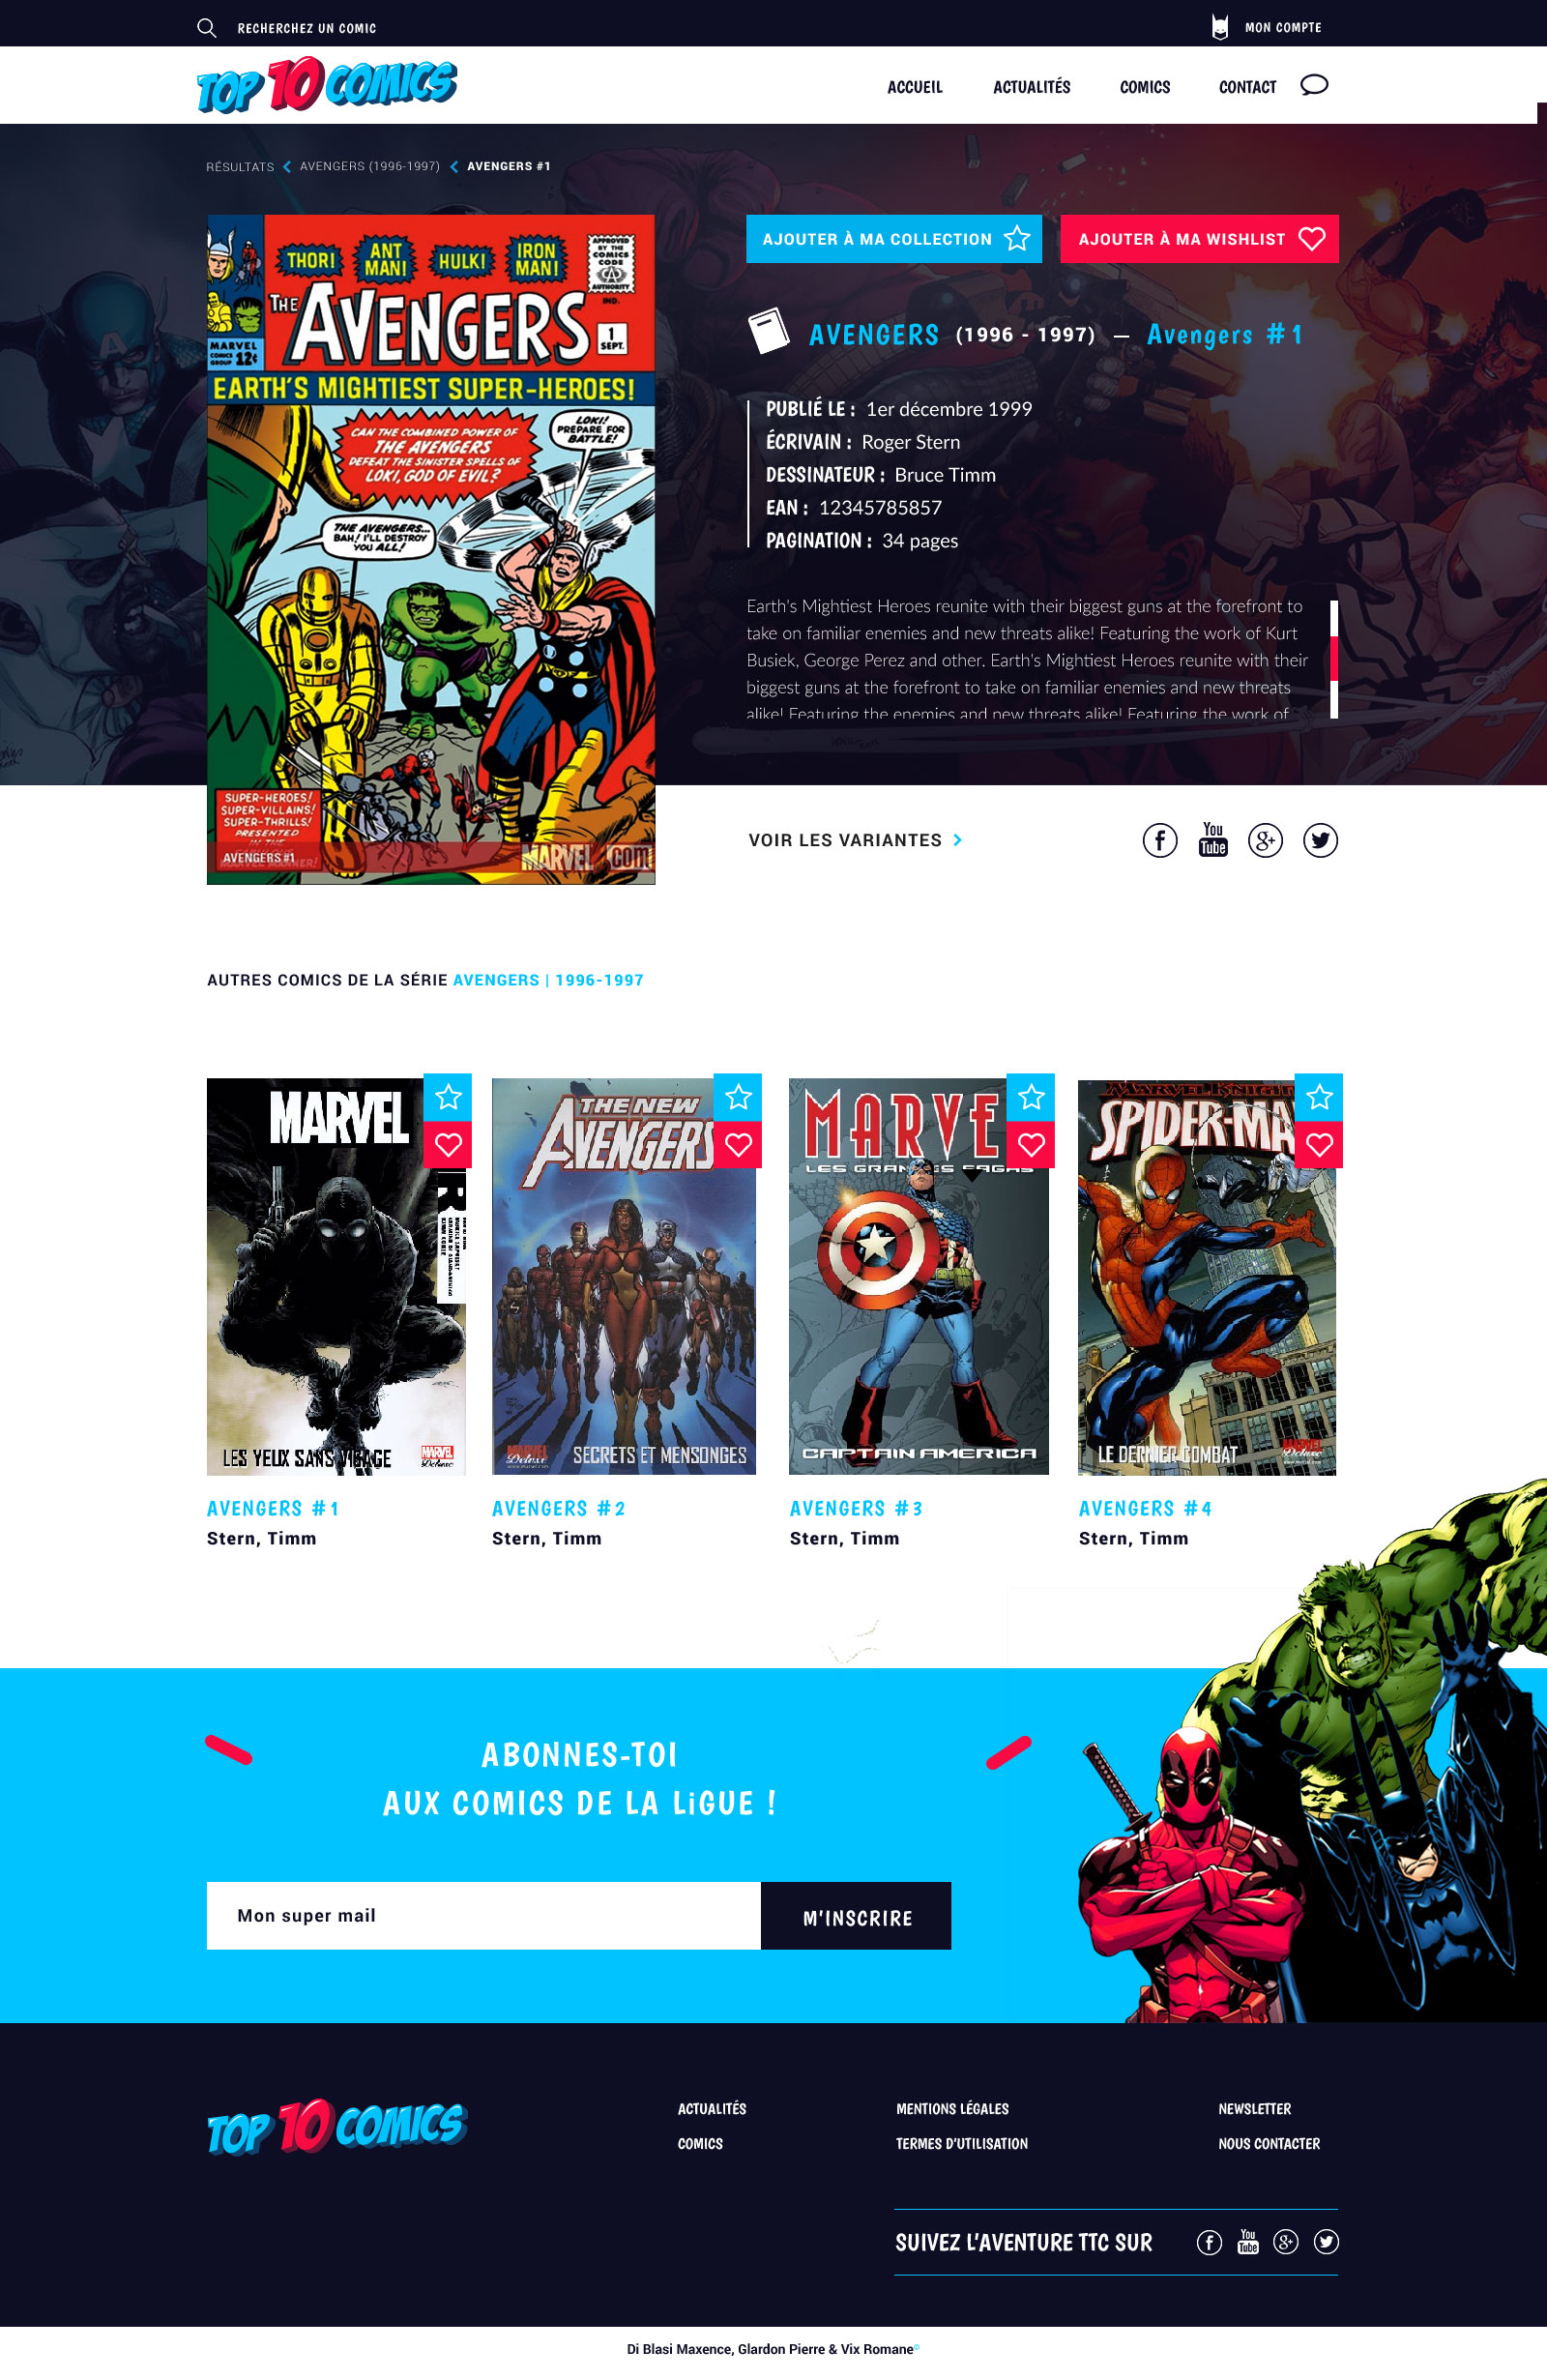 RECHERCHEZ UN COMIC
MON COMPTE
TOP 10 COMICS
ACCUEIL
ACTUALITÉS
COMICS
CONTACT
RÉSULTATS
AVENGERS (1996-1997)
AVENGERS #1
THOR!
ANT MAN!
HULK!
IRON MAN!
APPROVED
BY THE
COMICS
CODE
AUTHORITY
IND.
THE AVENGERS
1
SEPT.
MARVEL
COMICS
GROUP 12¢
EARTH'S MIGHTIEST SUPER-HEROES!
CAN THE COMBINED POWER OF
THE AVENGERS
DEFEAT THE SINISTER SPELLS OF
LOKI, GOD OF EVIL?
LOKI!
PREPARE FOR
BATTLE!
THE AVENGERS...
BAH! I'LL DESTROY
YOU ALL!
SUPER-HEROES!
SUPER-VILLAINS!
SUPER-THRILLS!
PRESENTED
IN THE
AVENGERS #1
MARVEL.com
AJOUTER À MA COLLECTION
AJOUTER À MA WISHLIST
AVENGERS (1996 - 1997) — Avengers #1
PUBLIÉ LE : 1er décembre 1999
ÉCRIVAIN : Roger Stern
DESSINATEUR : Bruce Timm
EAN : 12345785857
PAGINATION : 34 pages
Earth's Mightiest Heroes reunite with their biggest guns at the forefront to
take on familiar enemies and new threats alike! Featuring the work of Kurt
Busiek, George Perez and other. Earth's Mightiest Heroes reunite with their
biggest guns at the forefront to take on familiar enemies and new threats
alike! Featuring the enemies and new threats alike! Featuring the work of
VOIR LES VARIANTES
You Tube
g+
AUTRES COMICS DE LA SÉRIE AVENGERS | 1996-1997
MARVEL
LES YEUX SANS VISAGE
MARVEL
Deluxe
THE NEW
AVENGERS
SECRETS ET MENSONGES
MARVEL
Deluxe
MARVE
LES GRANDES SAGAS
CAPTAIN AMERICA
MARVEL KNIGHT
SPIDER-MA
LE DERNIER COMBAT
MARVEL
Deluxe
AVENGERS #1
Stern, Timm
AVENGERS #2
Stern, Timm
AVENGERS #3
Stern, Timm
AVENGERS #4
Stern, Timm
ABONNES-TOI
AUX COMICS DE LA LiGUE !
Mon super mail
M'INSCRIRE
TOP 10 COMICS
ACTUALITÉS
COMICS
MENTIONS LÉGALES
TERMES D'UTILISATION
NEWSLETTER
NOUS CONTACTER
SUIVEZ L'AVENTURE TTC SUR
You Tube
g+
Di Blasi Maxence, Glardon Pierre & Vix Romane©